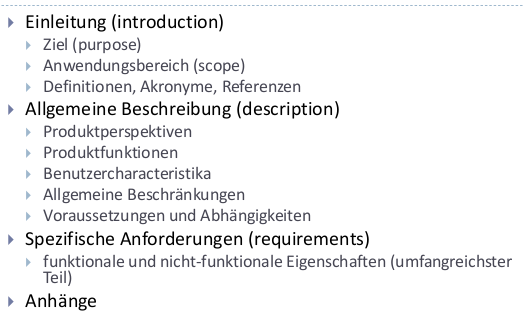 Einleitung (introduction)
Ziel (purpose)
Anwendungsbereich (scope)
Definitionen, Akronyme, Referenzen
Allgemeine Beschreibung (description)
Produktperspektiven
Produktfunktionen
Benutzercharakteristika
Allgemeine Beschränkungen
Voraussetzungen und Abhängigkeiten
Spezifische Anforderungen (requirements)
funktionale und nicht-funktionale Eigenschaften (umfangreichster
Teil)
Anhänge